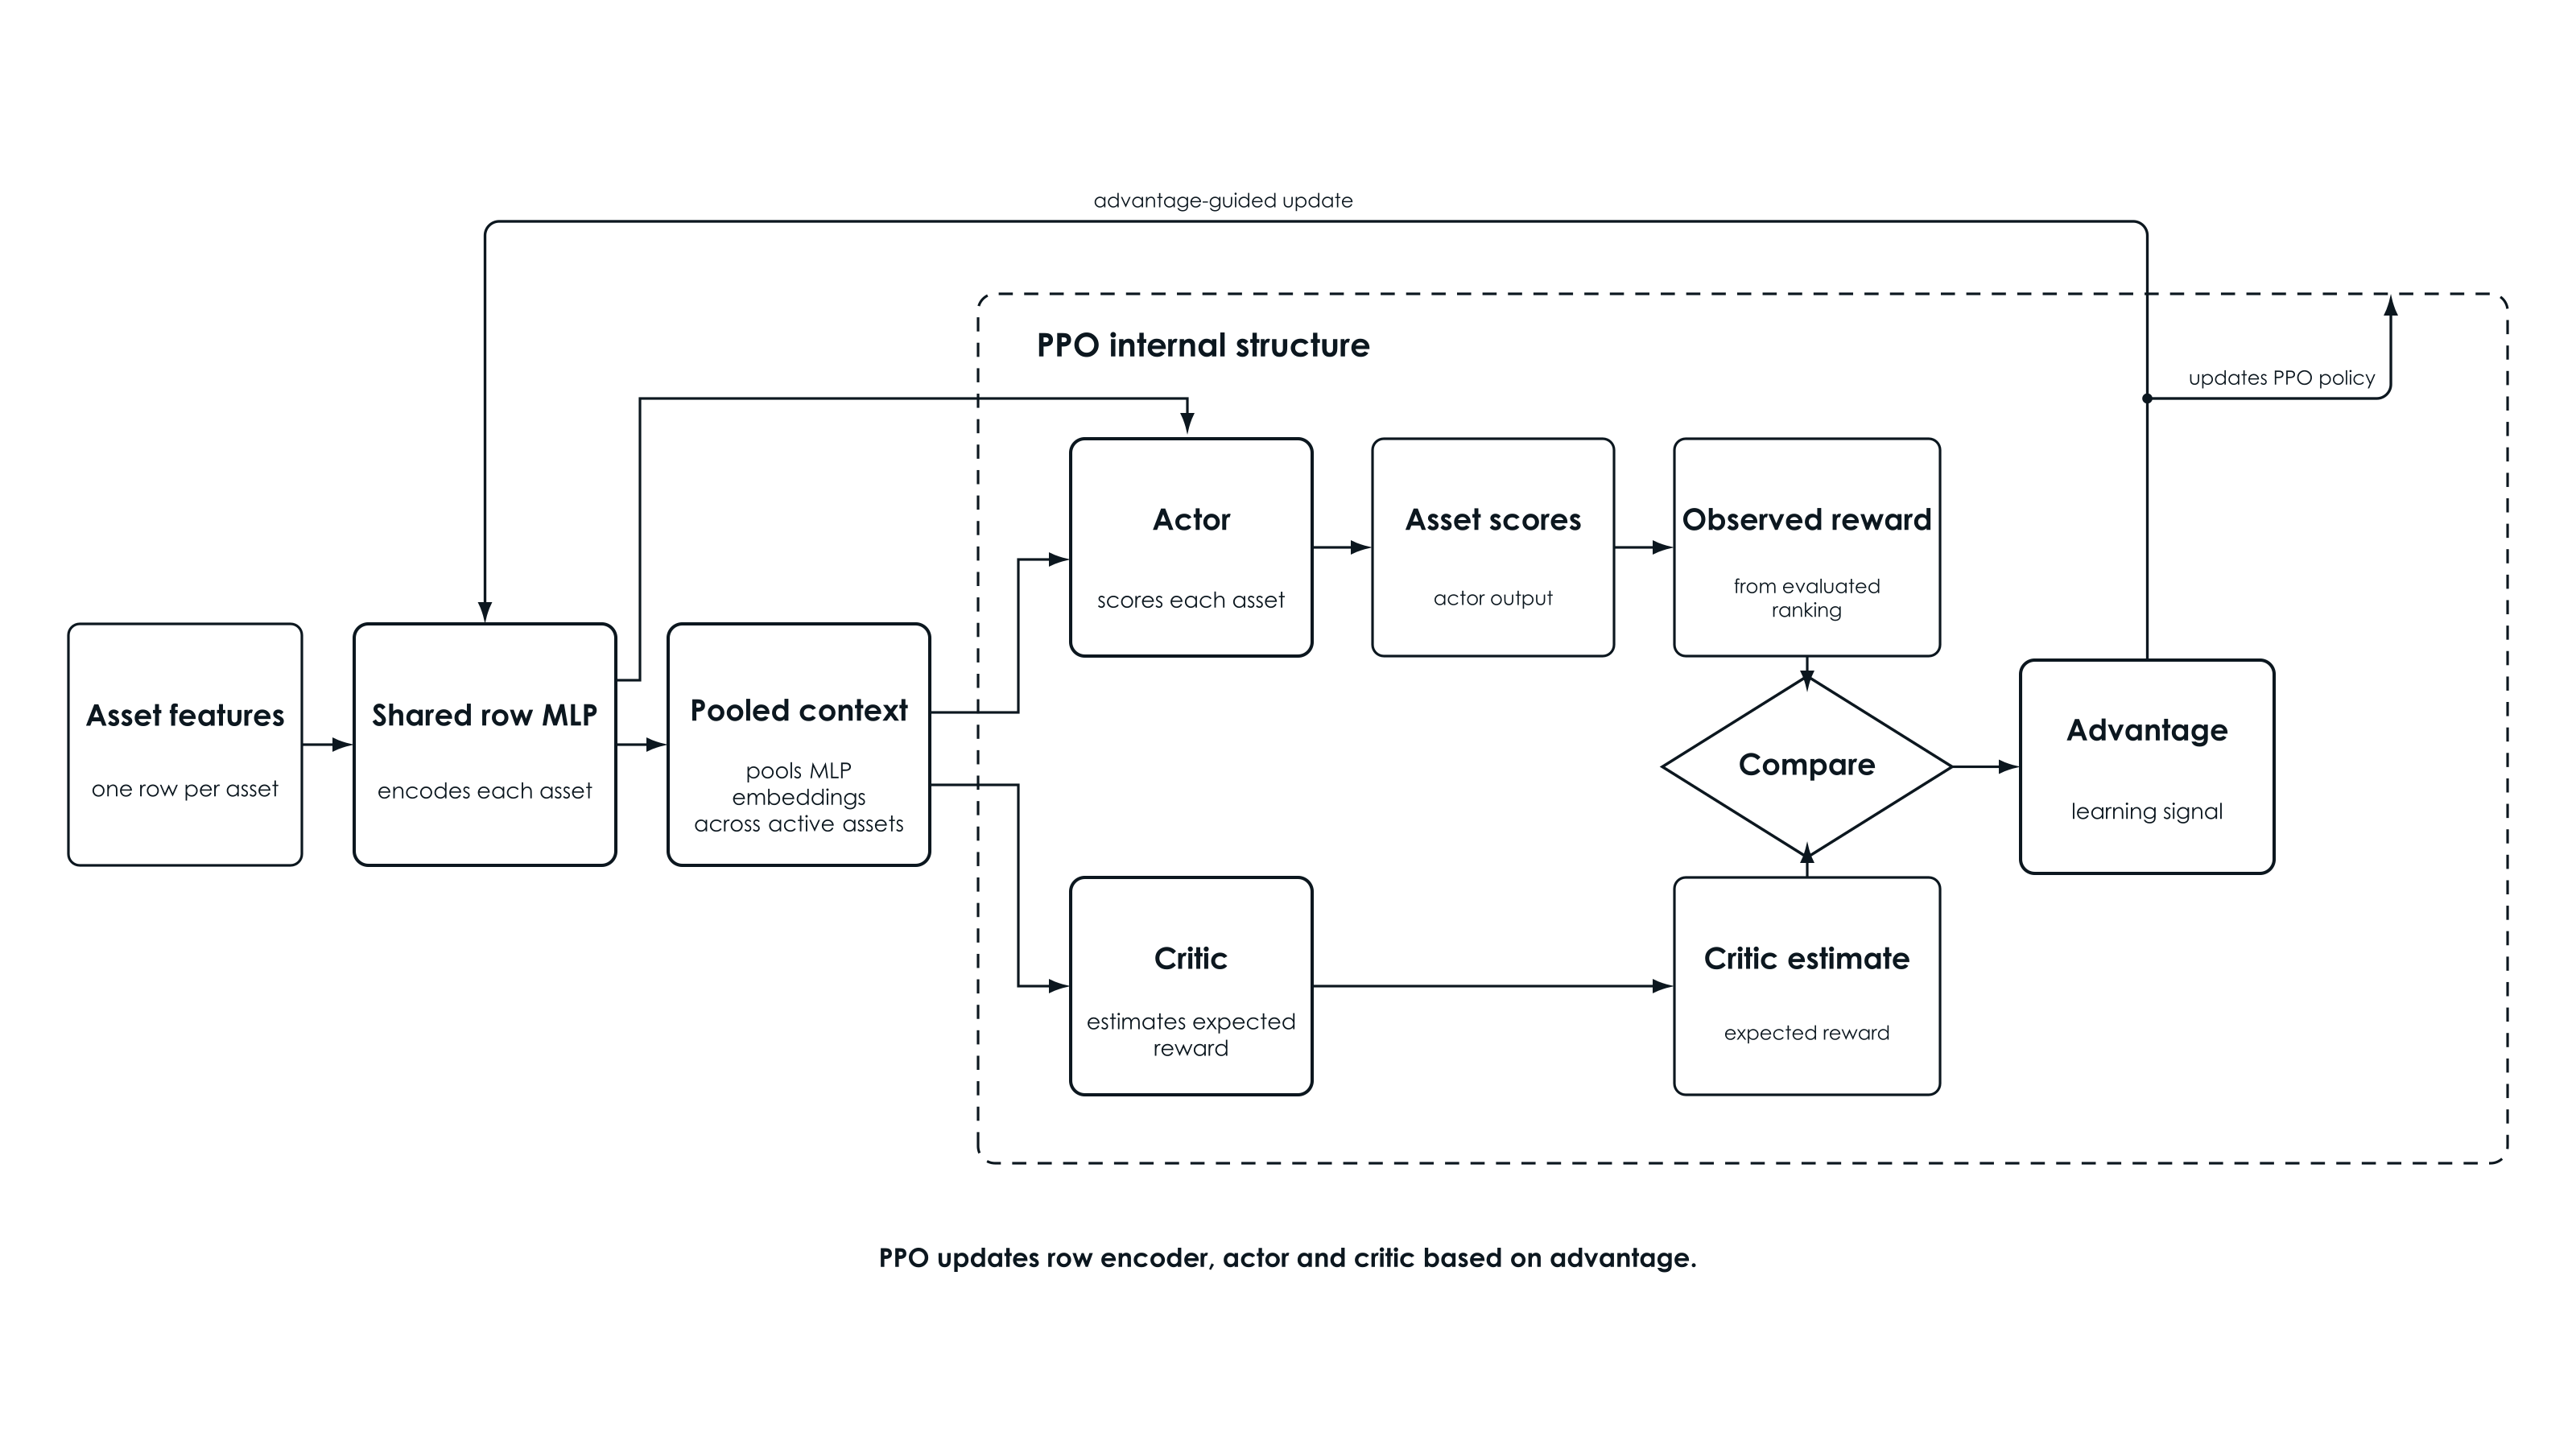 advantage-guided update
PPO internal structure
updates PPO policy
Actor
scores each asset
Asset scores
actor output
Observed reward
from evaluated
ranking
Asset features
one row per asset
Shared row MLP
encodes each asset
Pooled context
pools MLP
embeddings
across active assets
Compare
Advantage
learning signal
Critic
estimates expected
reward
Critic estimate
expected reward
PPO updates row encoder, actor and critic based on advantage.